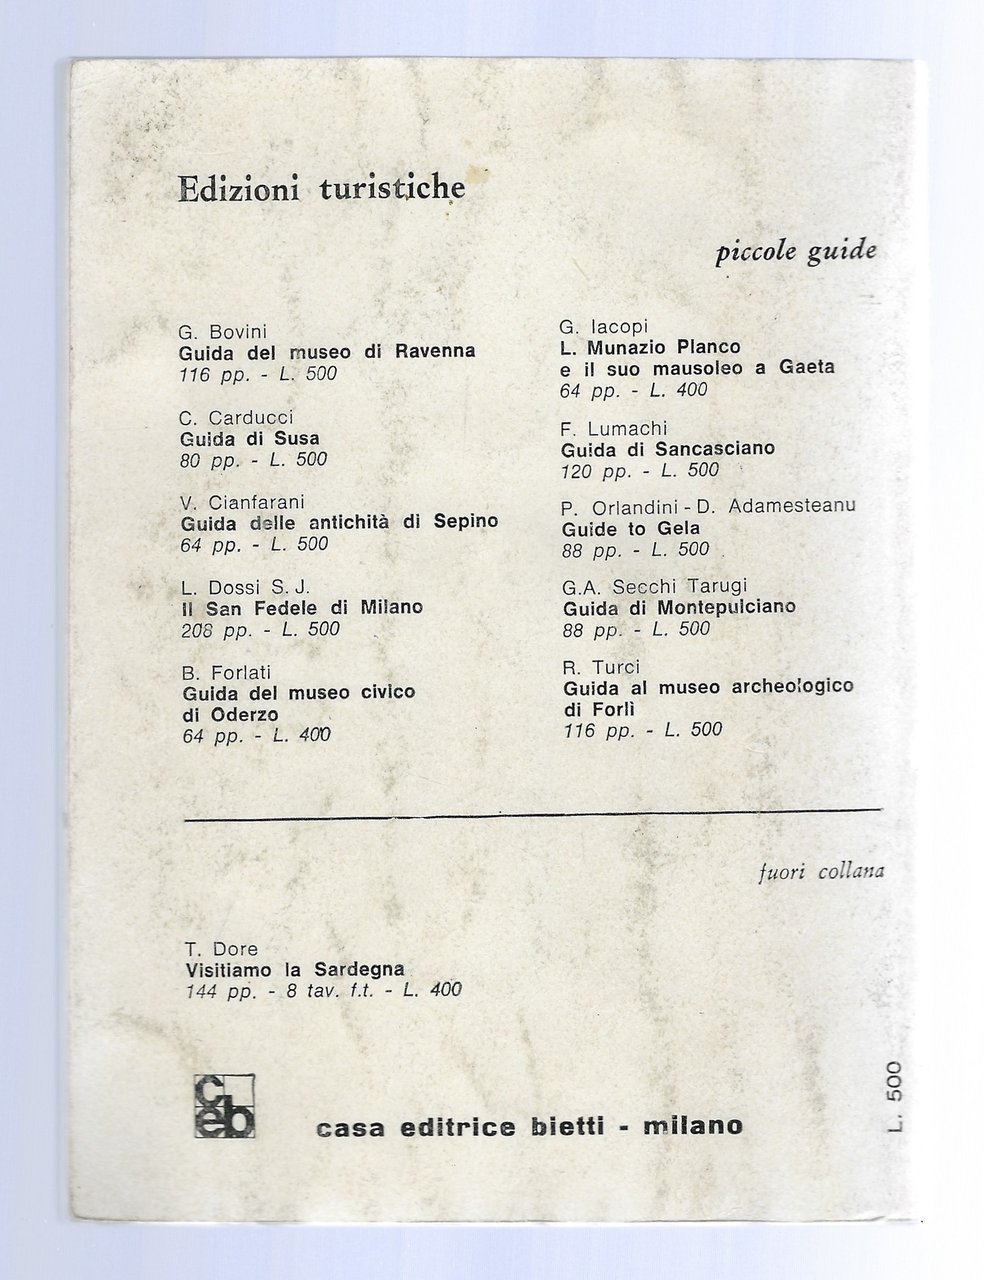 Edizioni turistiche
piccole guide
G. Bovini
Guida del museo di Ravenna
116 pp. - L. 500
C. Carducci
Guida di Susa
80 pp. - L. 500
V. Cianfarani
Guida delle antichità di Sepino
64 pp. - L. 500
L. Dossi S.J.
Il San Fedele di Milano
208 pp. - L. 500
B. Forlati
Guida del museo civico
di Oderzo
64 pp. - L. 400
G. Iacopi
L. Munazio Planco
e il suo mausoleo a Gaeta
64 pp. - L. 400
F. Lumachi
Guida di Sancasciano
120 pp. - L. 500
P. Orlandini - D. Adamesteanu
Guide to Gela
88 pp. - L. 500
G.A. Secchi Tarugi
Guida di Montepulciano
88 pp. - L. 500
R. Turci
Guida al museo archeologico
di Forlì
116 pp. - L. 500
fuori collana
T. Dore
Visitiamo la Sardegna
144 pp. - 8 tav. f.t. - L. 400
c
eb
casa editrice bietti - milano
L. 500